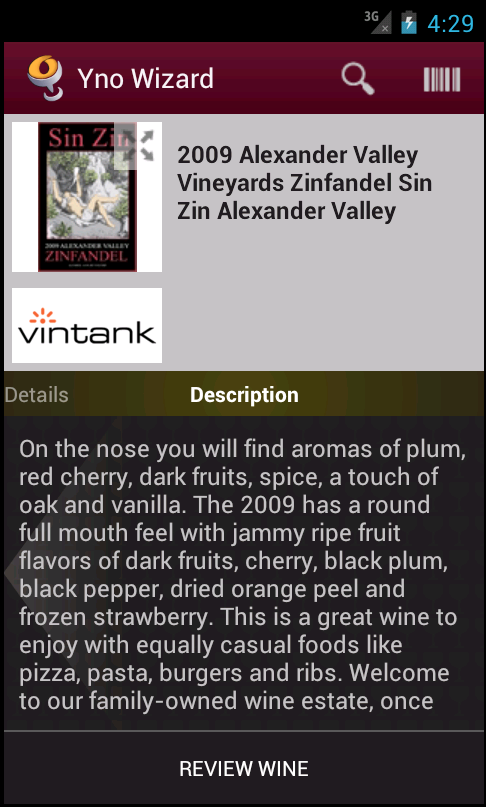 3G
4:29
Yno Wizard
Sin Zin
2009 ALEXANDER VALLEY
ZINFANDEL
2009 Alexander Valley
Vineyards Zinfandel Sin
Zin Alexander Valley
vintank
Details
Description
On the nose you will find aromas of plum,
red cherry, dark fruits, spice, a touch of
oak and vanilla. The 2009 has a round
full mouth feel with jammy ripe fruit
flavors of dark fruits, cherry, black plum,
black pepper, dried orange peel and
frozen strawberry. This is a great wine to
enjoy with equally casual foods like
pizza, pasta, burgers and ribs. Welcome
to our family-owned wine estate, once
REVIEW WINE